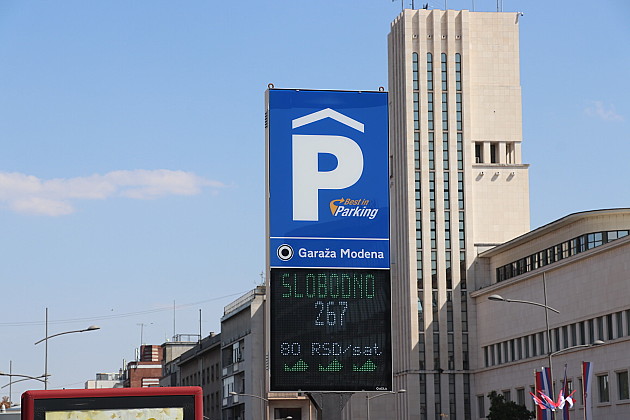 P
Best in
Parking
Garaža Modena
SLOBODNO
267
80 RSD/sat